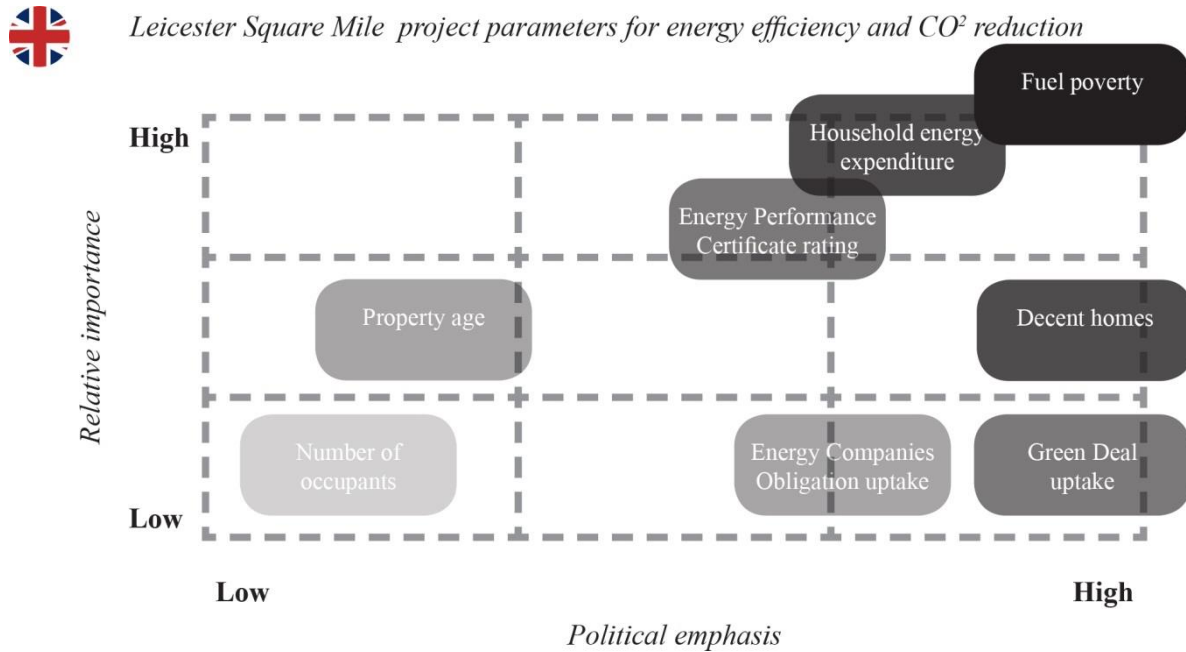 Leicester Square Mile project parameters for energy efficiency and CO² reduction
Fuel poverty
High
Household energy
expenditure
Energy Performance
Certificate rating
Relative importance
Property age
Decent homes
Number of
occupants
Energy Companies
Obligation uptake
Green Deal
uptake
Low
Low
High
Political emphasis